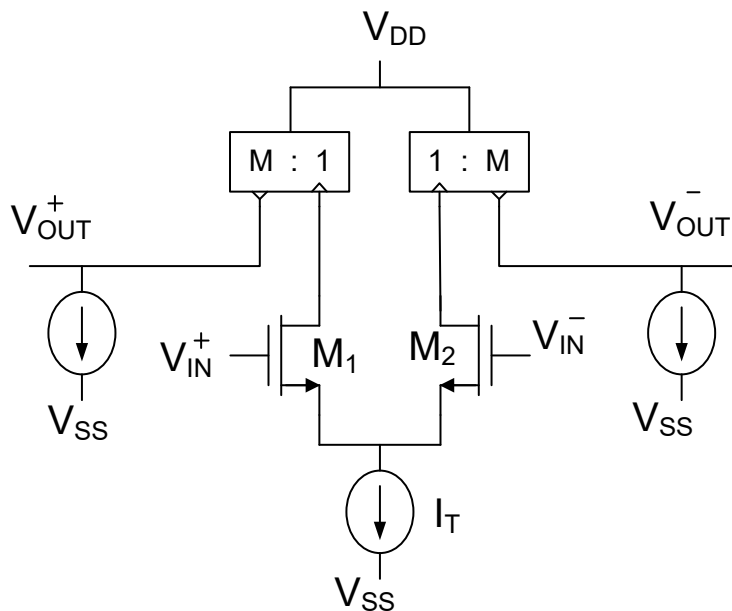 V_DD
M : 1
1 : M
V_OUT^+
V_OUT^−
V_IN^+
M_1
M_2
V_IN^−
V_SS
V_SS
I_T
V_SS